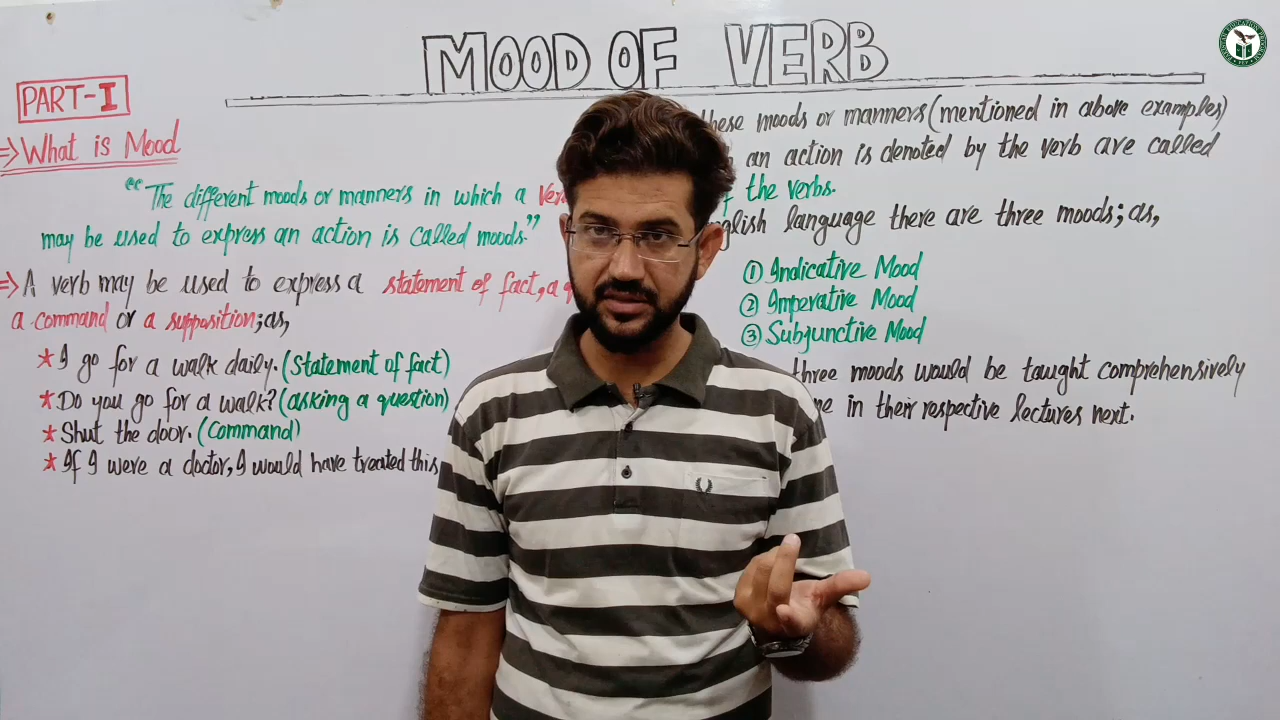 MOOD OF VERB
PART-I
⇒ What is Mood
"The different moods or manners in which a
may be used to express an action is called moods."
⇒ A verb may be used to express a statement of fact, a
a command or a supposition; as,
★ I go for a walk daily. (Statement of fact)
★ Do you go for a walk? (asking a question)
★ Shut the door. (Command)
★ If I were a doctor, I would have treated this
these moods or manners (mentioned in above examples)
an action is denoted by the verb are called
the verbs.
language there are three moods; as,
① Indicative Mood
② Imperative Mood
③ Subjunctive Mood
three moods would be taught comprehensively
in their respective lectures next.